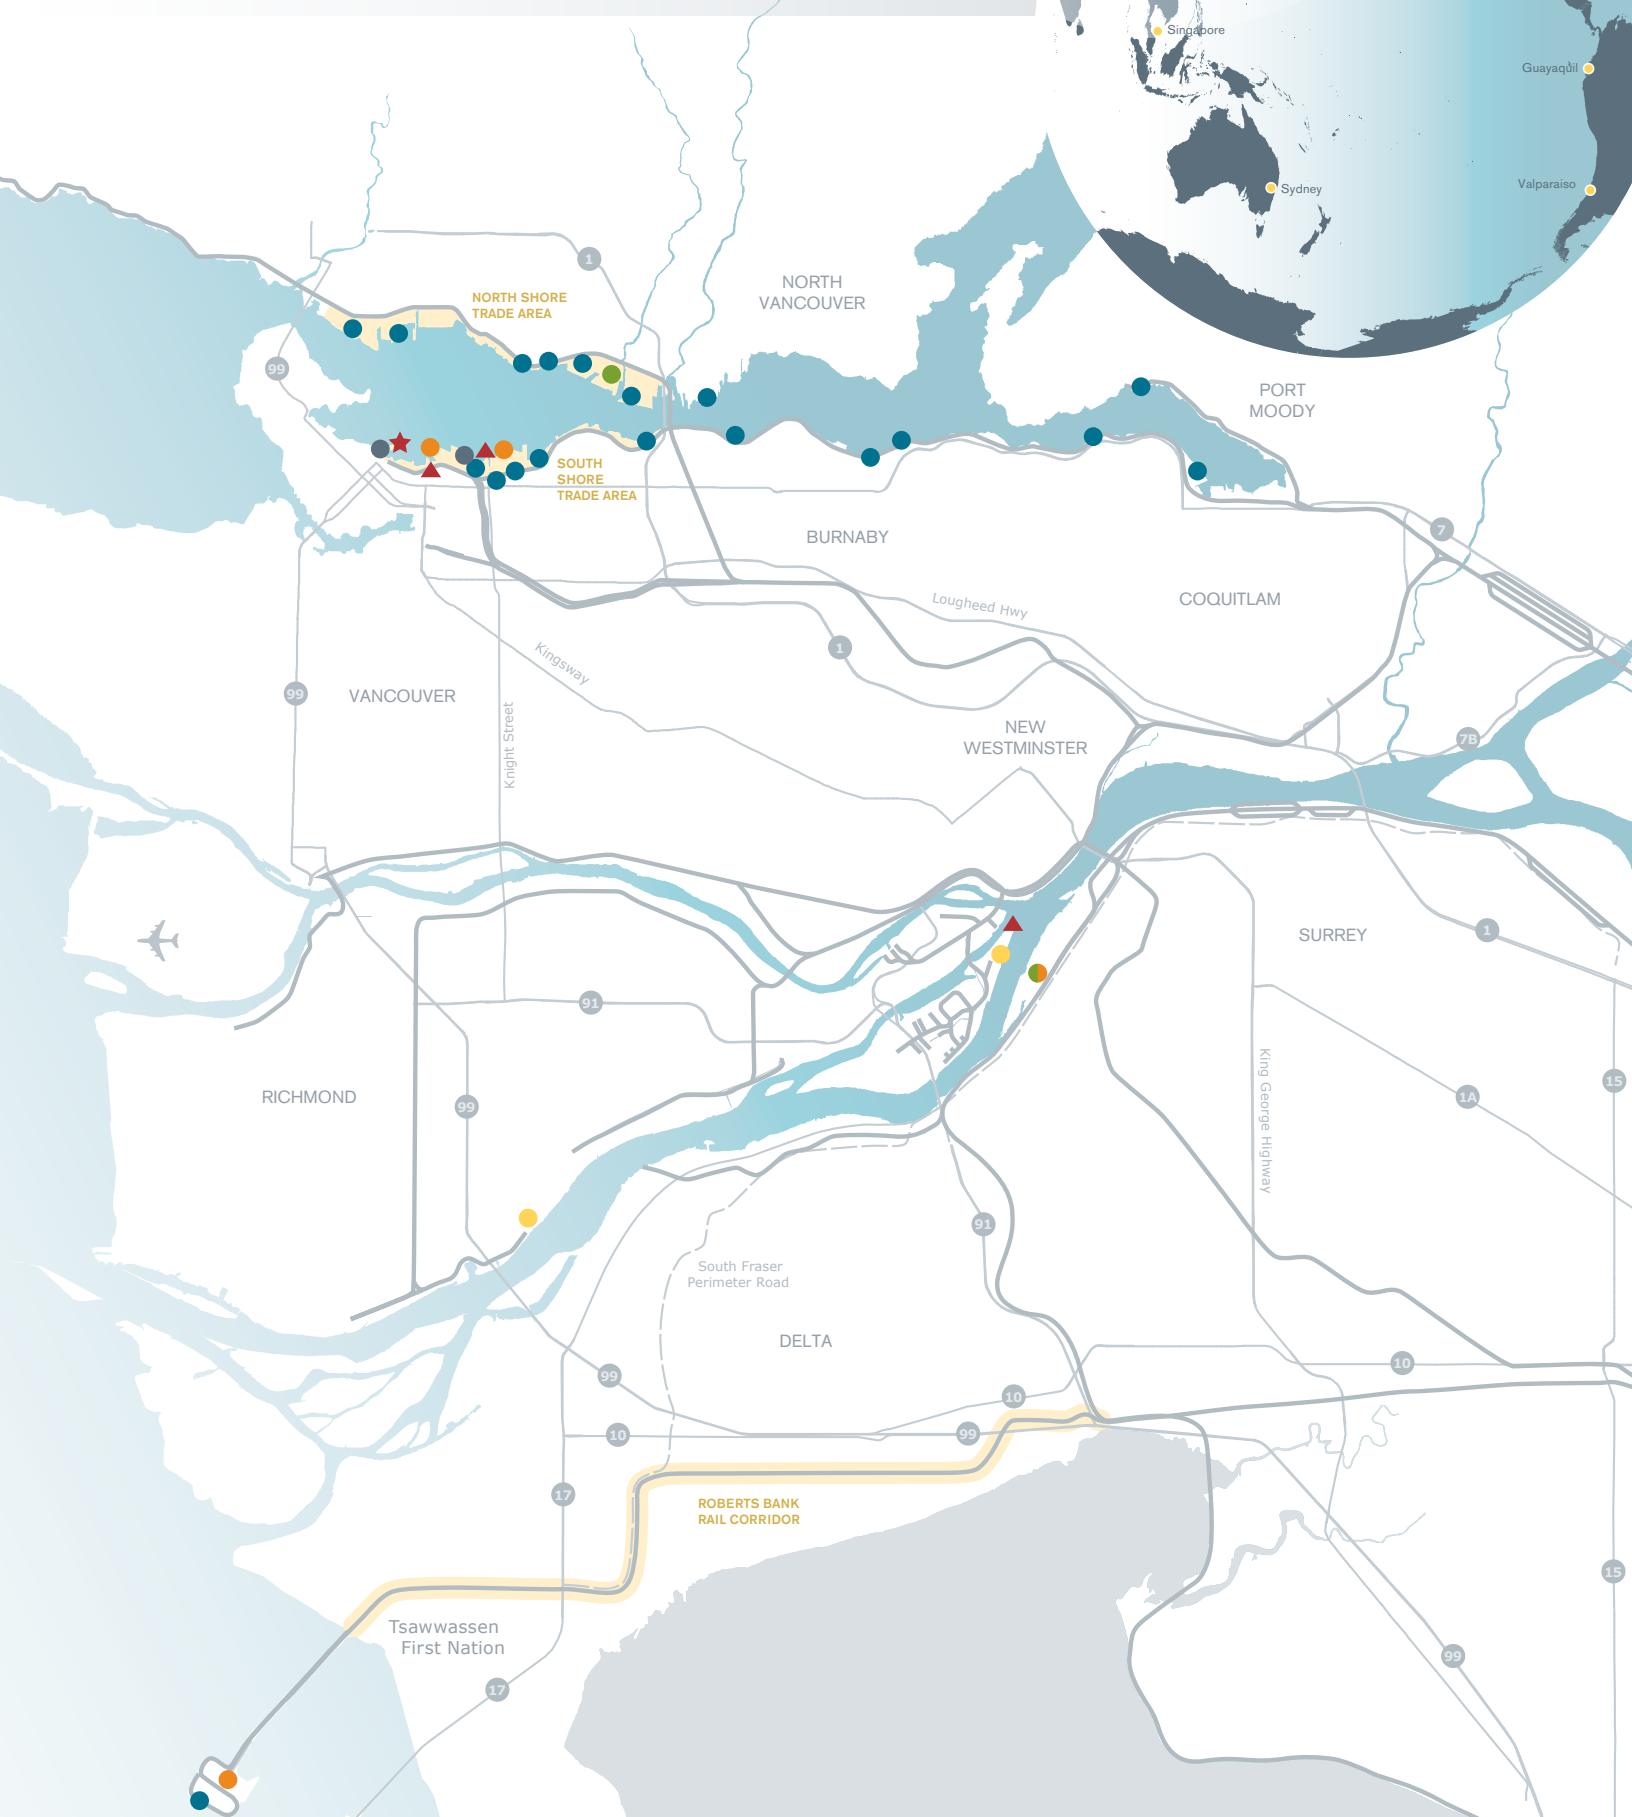 Singapore
Guayaquil
Valparaiso
Sydney
1
NORTH
VANCOUVER
NORTH SHORE
TRADE AREA
99
PORT
MOODY
SOUTH
SHORE
TRADE AREA
7
BURNABY
COQUITLAM
Lougheed Hwy
1
Kingsway
99
VANCOUVER
Knight Street
NEW
WESTMINSTER
7B
1
SURREY
91
King George Highway
15
1A
RICHMOND
99
91
South Fraser
Perimeter Road
DELTA
10
99
10
10
99
17
ROBERTS BANK
RAIL CORRIDOR
15
Tsawwassen
First Nation
99
17